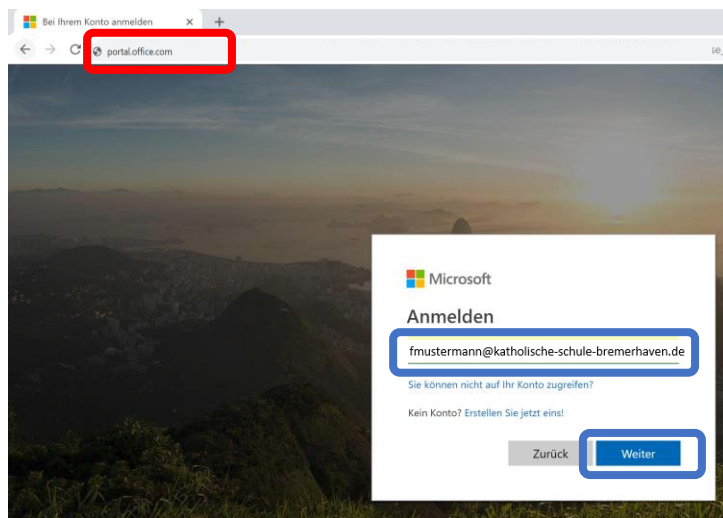 Bei Ihrem Konto anmelden
portal.office.com
se_
Microsoft
Anmelden
fmustermann@katholische-schule-bremerhaven.de
Sie können nicht auf Ihr Konto zugreifen?
Kein Konto? Erstellen Sie jetzt eins!
Zurück Weiter